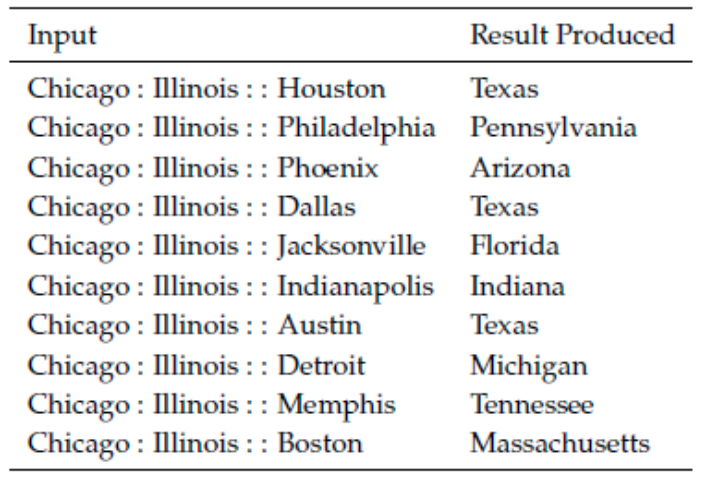 Input Result Produced
Chicago : Illinois : : Houston Texas
Chicago : Illinois : : Philadelphia Pennsylvania
Chicago : Illinois : : Phoenix Arizona
Chicago : Illinois : : Dallas Texas
Chicago : Illinois : : Jacksonville Florida
Chicago : Illinois : : Indianapolis Indiana
Chicago : Illinois : : Austin Texas
Chicago : Illinois : : Detroit Michigan
Chicago : Illinois : : Memphis Tennessee
Chicago : Illinois : : Boston Massachusetts